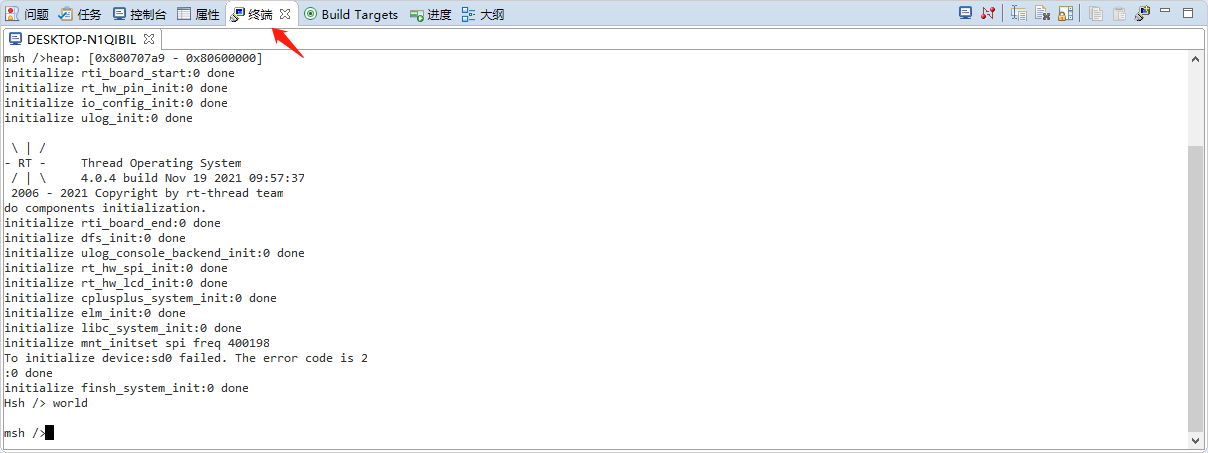 问题 任务 控制台 属性 终端 Build Targets 进度 大纲
DESKTOP-N1QIBIL
msh />heap: [0x800707a9 - 0x80600000]
initialize rti_board_start:0 done
initialize rt_hw_pin_init:0 done
initialize io_config_init:0 done
initialize ulog_init:0 done
 \ | /
- RT -     Thread Operating System
 / | \     4.0.4 build Nov 19 2021 09:57:37
 2006 - 2021 Copyright by rt-thread team
do components initialization.
initialize rti_board_end:0 done
initialize dfs_init:0 done
initialize ulog_console_backend_init:0 done
initialize rt_hw_spi_init:0 done
initialize rt_hw_lcd_init:0 done
initialize cplusplus_system_init:0 done
initialize elm_init:0 done
initialize libc_system_init:0 done
initialize mnt_initset spi freq 400198
To initialize device:sd0 failed. The error code is 2
:0 done
initialize finsh_system_init:0 done
Hsh /> world
msh />